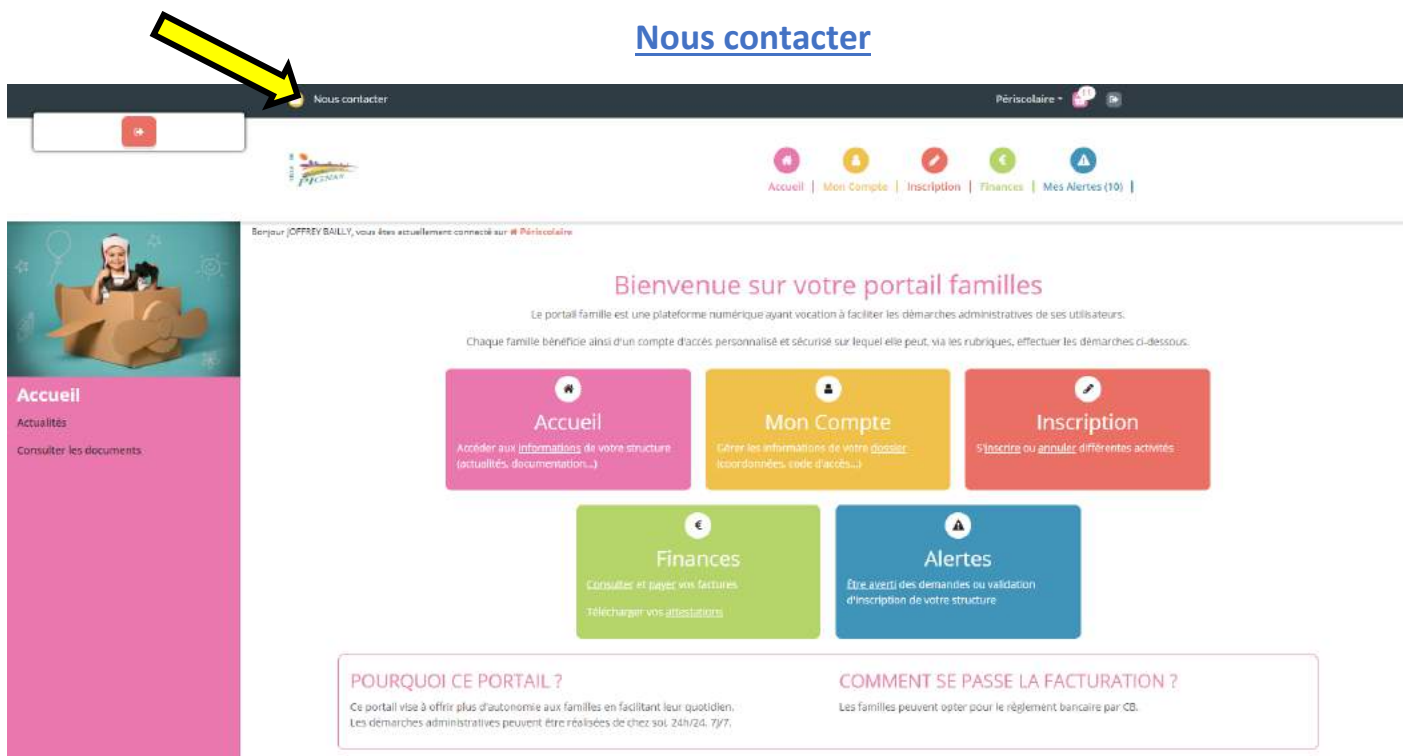 Nous contacter
Nous contacter
Périscolaire
11
VILLE DE
PIGNAN
Accueil | Mon Compte | Inscription | Finances | Mes Alertes (10) |
Bonjour JOFFREY BAILLY, vous êtes actuellement connecté sur Périscolaire
Bienvenue sur votre portail familles
Le portail famille est une plateforme numérique ayant vocation à faciliter les démarches administratives de ses utilisateurs.
Chaque famille bénéficie ainsi d'un compte d'accès personnalisé et sécurisé sur lequel elle peut, via les rubriques, effectuer les démarches ci-dessous.
Accueil
Actualités
Consulter les documents
Accueil
Accéder aux informations de votre structure
(actualités, documentation...)
Mon Compte
Gérer les informations de votre dossier
(coordonnées, code d'accès...)
Inscription
S'inscrire ou annuler différentes activités
€
Finances
Consulter et payer vos factures
Télécharger vos attestations
Alertes
Être averti des demandes ou validation
d'inscription de votre structure
POURQUOI CE PORTAIL ?
Ce portail vise à offrir plus d'autonomie aux familles en facilitant leur quotidien.
Les démarches administratives peuvent être réalisées de chez soi, 24h/24, 7j/7.
COMMENT SE PASSE LA FACTURATION ?
Les familles peuvent opter pour le règlement bancaire par CB.